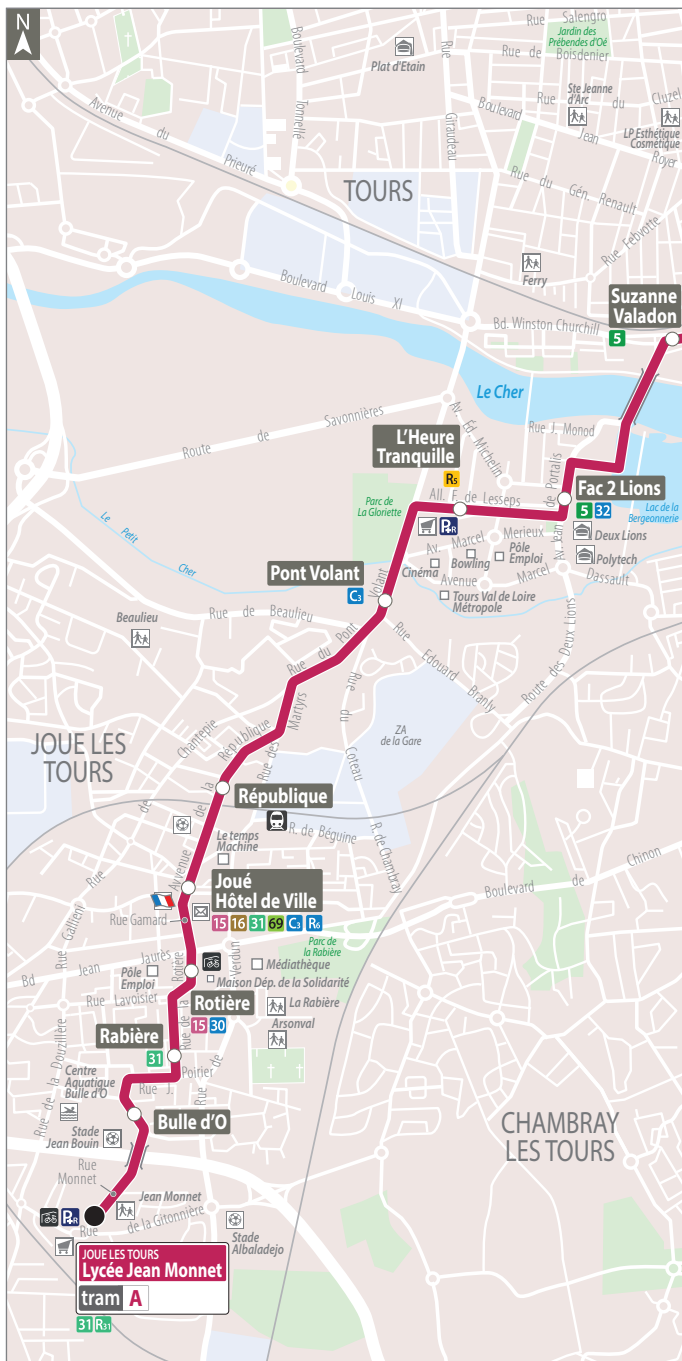 N
Rue Salengro
Jardin des
Prébendes d'Oé
Rue de Boisdenier
Boulevard Tonnellé
Plat d'Etain
Rue Giraudeau
Ste Jeanne
d'Arc
Rue du Cluzel
Boulevard Jean Royer
LP Esthétique
Cosmétique
Avenue du Prieuré
TOURS
Rue du Gén. Renault
Rue Febvotte
Ferry
Boulevard Louis XI
Bd. Winston Churchill
Suzanne
Valadon
5
Le Cher
Route de Savonnières
Av. Éd. Michelin
Rue J. Monod
L'Heure
Tranquille
R5
All. F. de Lesseps
Av. Jean de Portalis
Fac 2 Lions
5 32
Lac de la
Bergeonnerie
Parc de
La Gloriette
P+R
Deux Lions
Polytech
Av. Marcel Merieux
Bowling
Pôle
Emploi
Cinéma
Avenue Marcel Dassault
Tours Val de Loire
Métropole
Le Petit Cher
Pont Volant
C3
Beaulieu
Rue de Beaulieu
Rue du Pont Volant
Rue Edouard Branly
Route des Deux Lions
Rue du Coteau
ZA
de la Gare
JOUE LES
TOURS
Chantepie
Rue des Martyrs
Avenue de la République
République
R. de Béguine
R. de Chambray
Le temps
Machine
de
Joué
Hôtel de Ville
15 16 31 69 C3 R6
Rue Gamard
Boulevard de Chinon
Rue Gallieni
Rue
Parc de
la Rabière
Bd Jean Jaurès
Verdun
Médiathèque
Pôle
Emploi
Maison Dép. de la Solidarité
Rue Lavoisier
Rue de la Rotière
Rotière
15 30
La Rabière
Arsonval
Rabière
31
Rue de la Douzillère
Centre
Aquatique
Bulle d'O
Rue J.
Poirier
Rue de
Bulle d'O
Stade
Jean Bouin
CHAMBRAY
LES TOURS
Rue
Monnet
Jean Monnet
P+R
Rue de la Gitonnière
Stade
Albaladejo
JOUE LES TOURS
Lycée Jean Monnet
tram A
31 R31